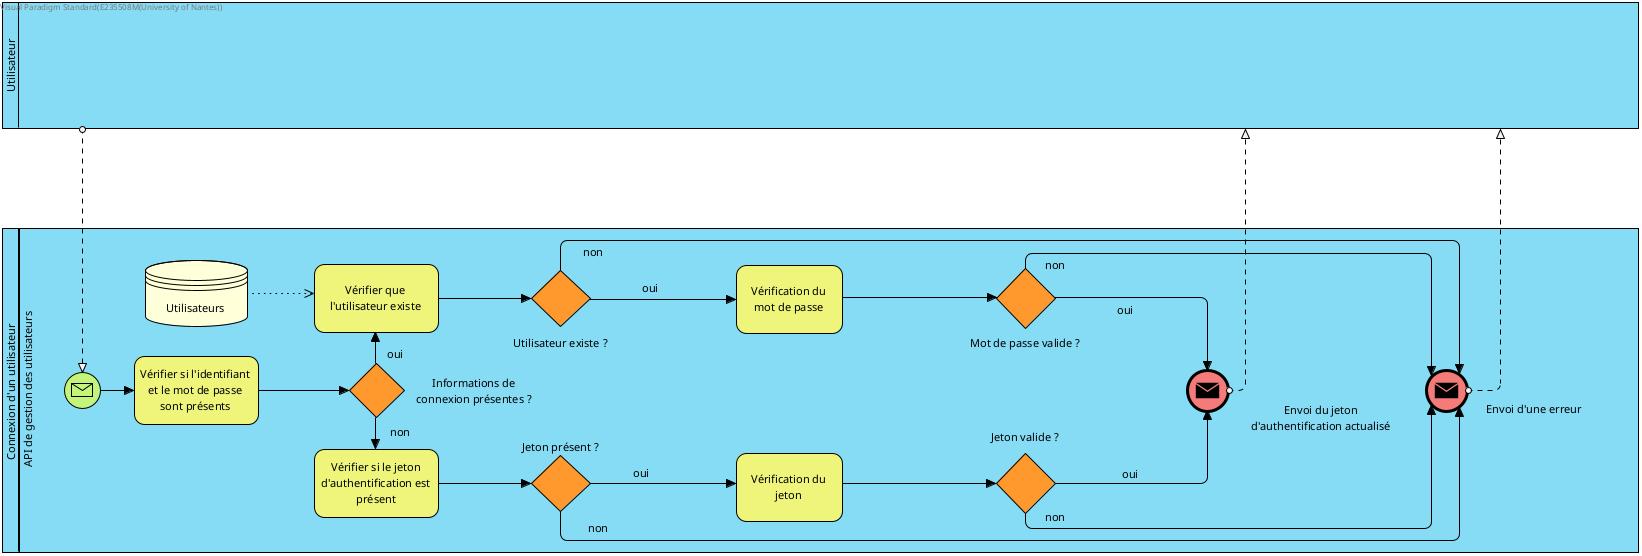 Visual Paradigm Standard(E235508M(University of Nantes))
Utilisateur
Connexion d'un utilisateur
API de gestion des utilisateurs
Utilisateurs
Vérifier que
l'utilisateur existe
non
oui
Utilisateur existe ?
Vérification du
mot de passe
non
oui
Mot de passe valide ?
oui
Vérifier si l'identifiant
et le mot de passe
sont présents
Informations de
connexion présentes ?
non
Envoi du jeton
d'authentification actualisé
Envoi d'une erreur
Vérifier si le jeton
d'authentification est
présent
Jeton présent ?
oui
non
Vérification du
jeton
Jeton valide ?
oui
non